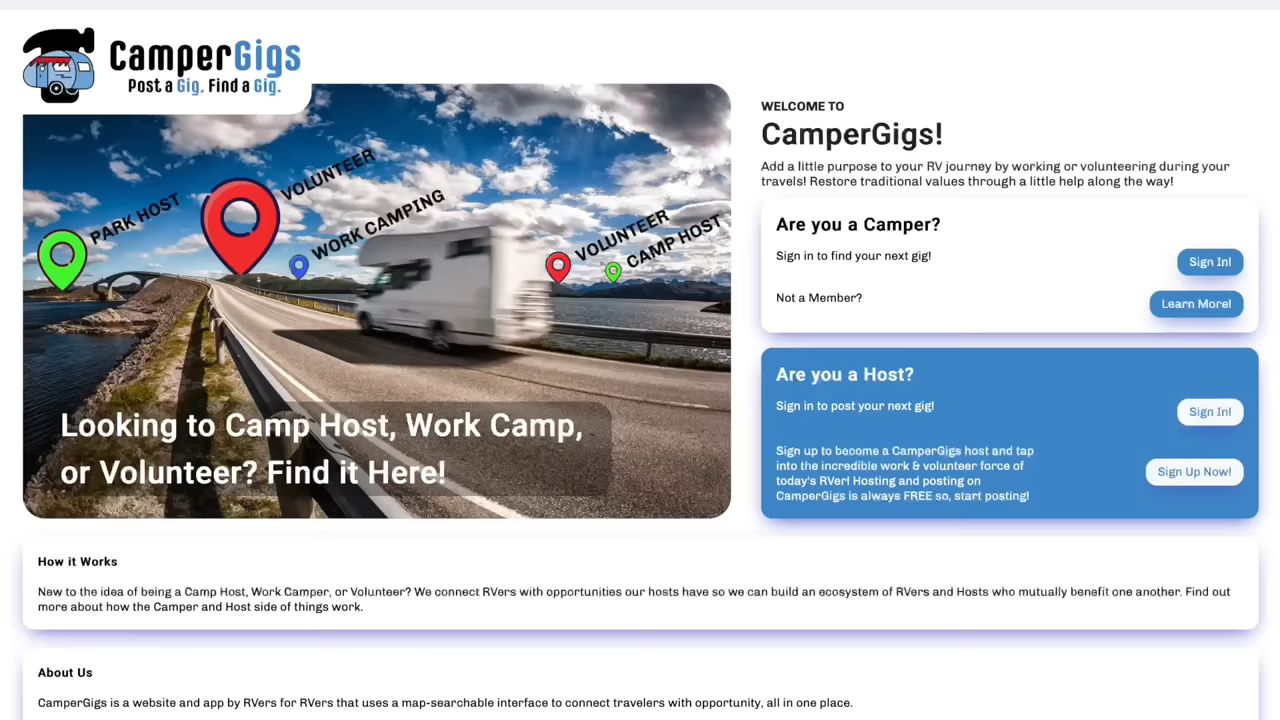 CamperGigs
Post a Gig. Find a Gig.
PARK HOST
VOLUNTEER
WORK CAMPING
VOLUNTEER
CAMP HOST
Looking to Camp Host, Work Camp,
or Volunteer? Find it Here!
WELCOME TO
CamperGigs!
Add a little purpose to your RV journey by working or volunteering during your
travels! Restore traditional values through a little help along the way!
Are you a Camper?
Sign in to find your next gig!
Sign In!
Not a Member?
Learn More!
Are you a Host?
Sign in to post your next gig!
Sign In!
Sign up to become a CamperGigs host and tap
into the incredible work & volunteer force of
today's RVer! Hosting and posting on
CamperGigs is always FREE so, start posting!
Sign Up Now!
How it Works
New to the idea of being a Camp Host, Work Camper, or Volunteer? We connect RVers with opportunities our hosts have so we can build an ecosystem of RVers and Hosts who mutually benefit one another. Find out
more about how the Camper and Host side of things work.
About Us
CamperGigs is a website and app by RVers for RVers that uses a map-searchable interface to connect travelers with opportunity, all in one place.